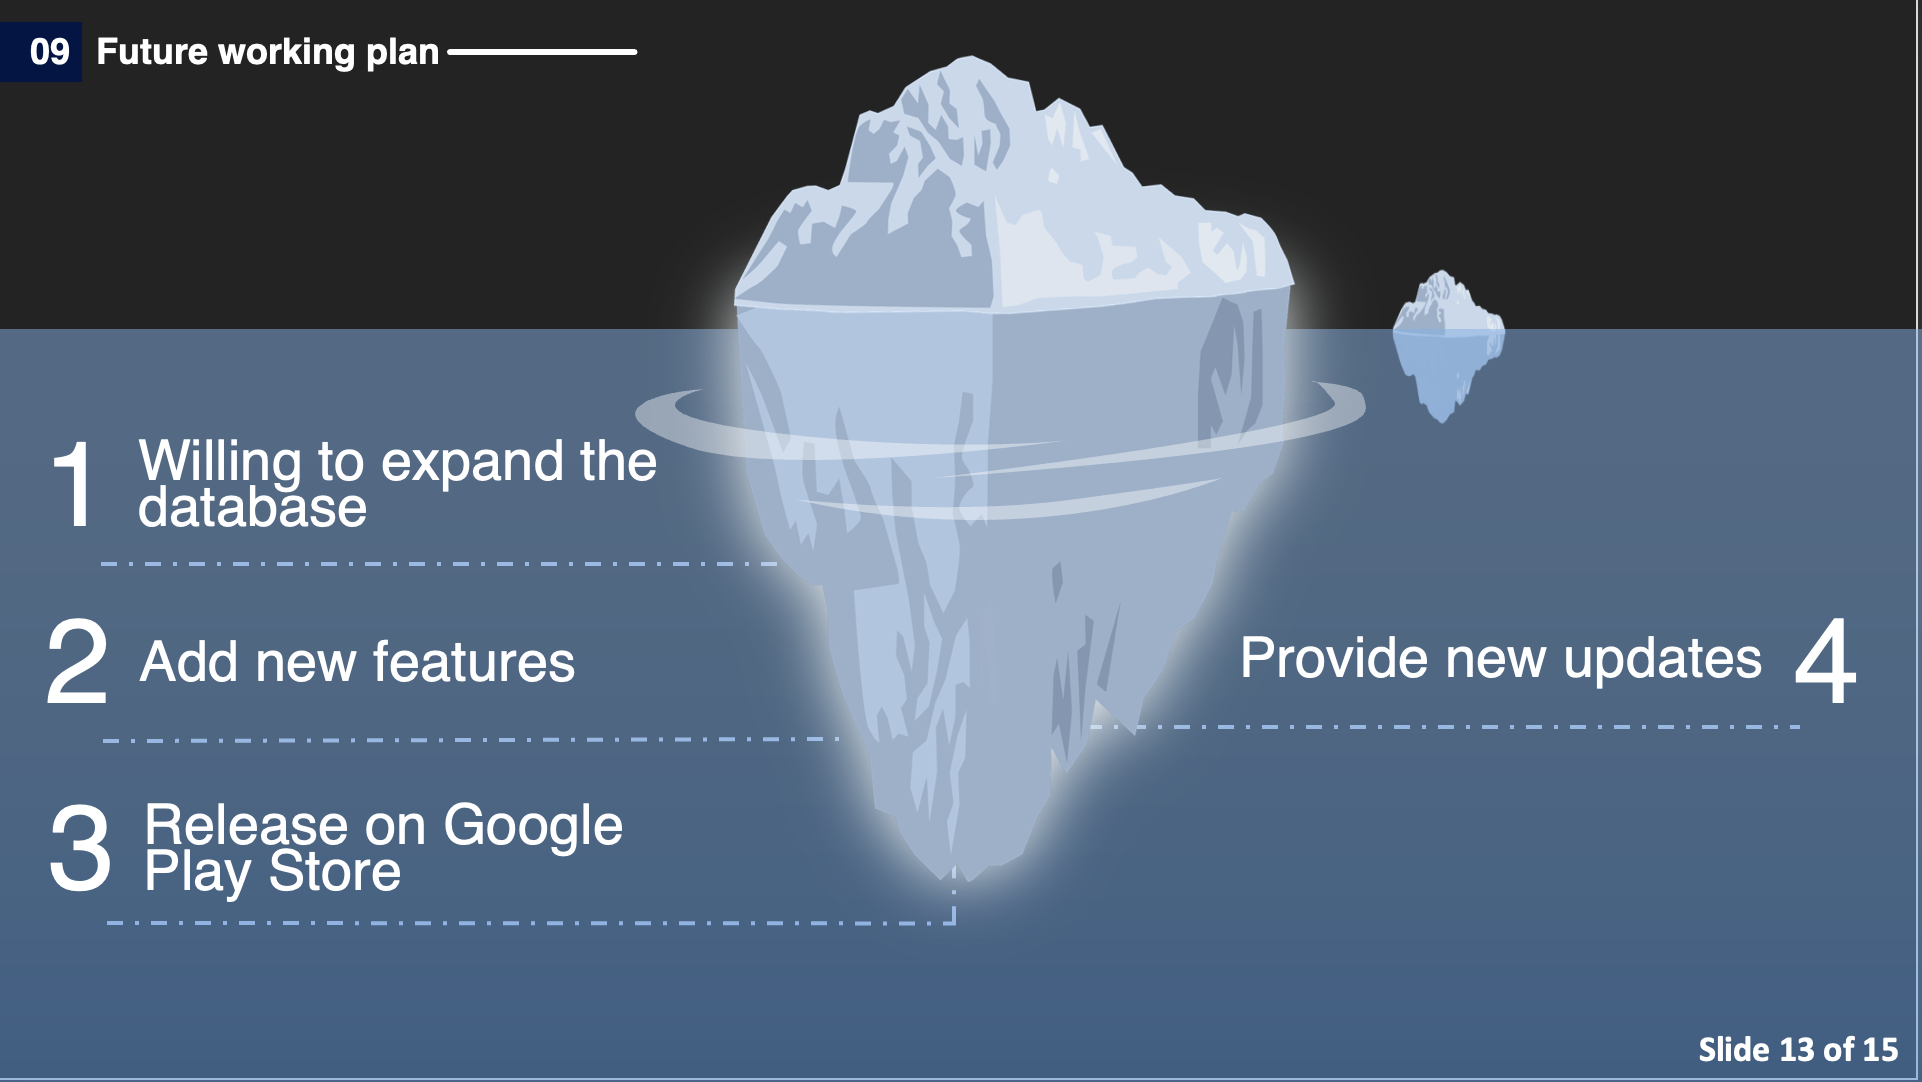 09 Future working plan
1 Willing to expand the
database
2 Add new features
3 Release on Google
Play Store
Provide new updates 4
Slide 13 of 15